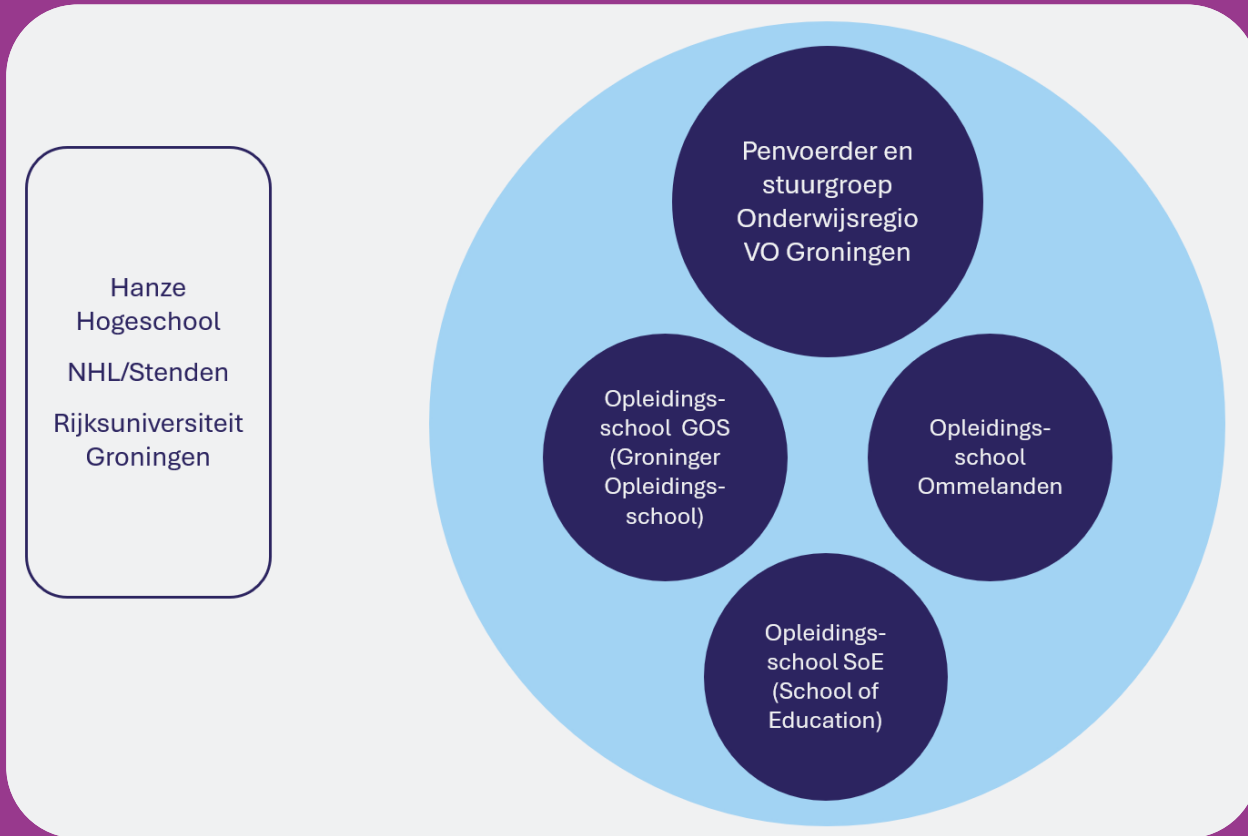 Hanze
Hogeschool
NHL/Stenden
Rijksuniversiteit
Groningen
Penvoerder en
stuurgroep
Onderwijsregio
VO Groningen
Opleidings-
school GOS
(Groninger
Opleidings-
school)
Opleidings-
school
Ommelanden
Opleidings-
school SoE
(School of
Education)